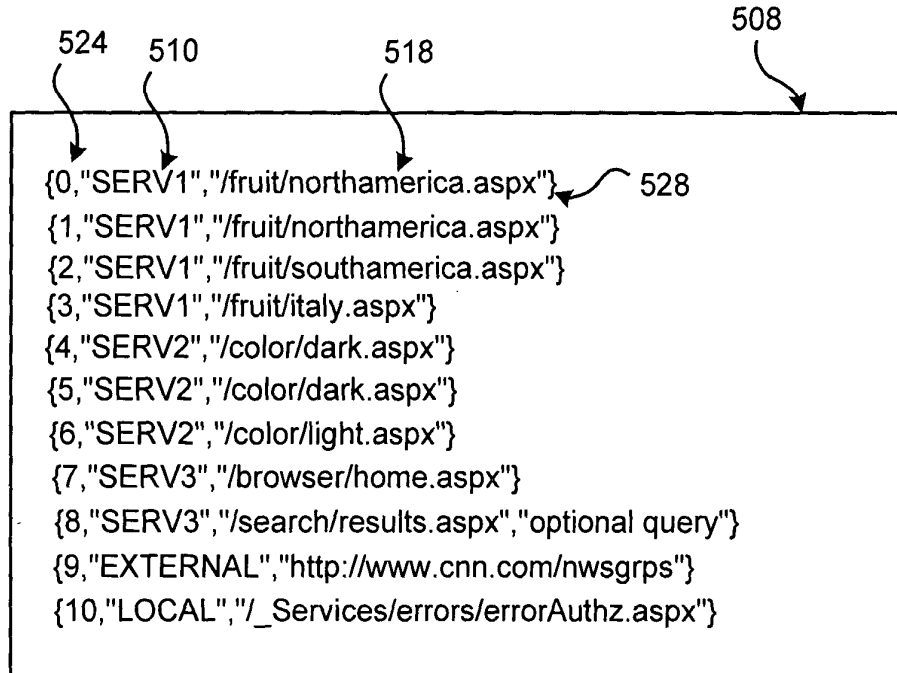 508
524 510 518
{0,"SERV1","/fruit/northamerica.aspx"} 528
{1,"SERV1","/fruit/northamerica.aspx"}
{2,"SERV1","/fruit/southamerica.aspx"}
{3,"SERV1","/fruit/italy.aspx"}
{4,"SERV2","/color/dark.aspx"}
{5,"SERV2","/color/dark.aspx"}
{6,"SERV2","/color/light.aspx"}
{7,"SERV3","/browser/home.aspx"}
{8,"SERV3","/search/results.aspx","optional query"}
{9,"EXTERNAL","http://www.cnn.com/nwsgrps"}
{10,"LOCAL","/_Services/errors/errorAuthz.aspx"}